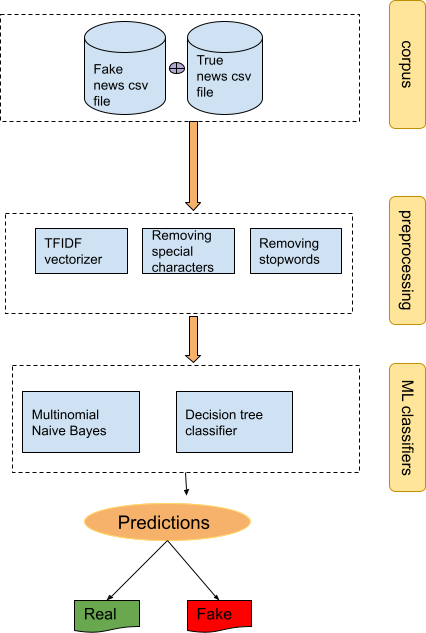 Fake
news csv
file
True
news csv
file
corpus
TFIDF
vectorizer
Removing
special
characters
Removing
stopwords
preprocessing
Multinomial
Naive Bayes
Decision tree
classifier
ML classifiers
Predictions
Real
Fake